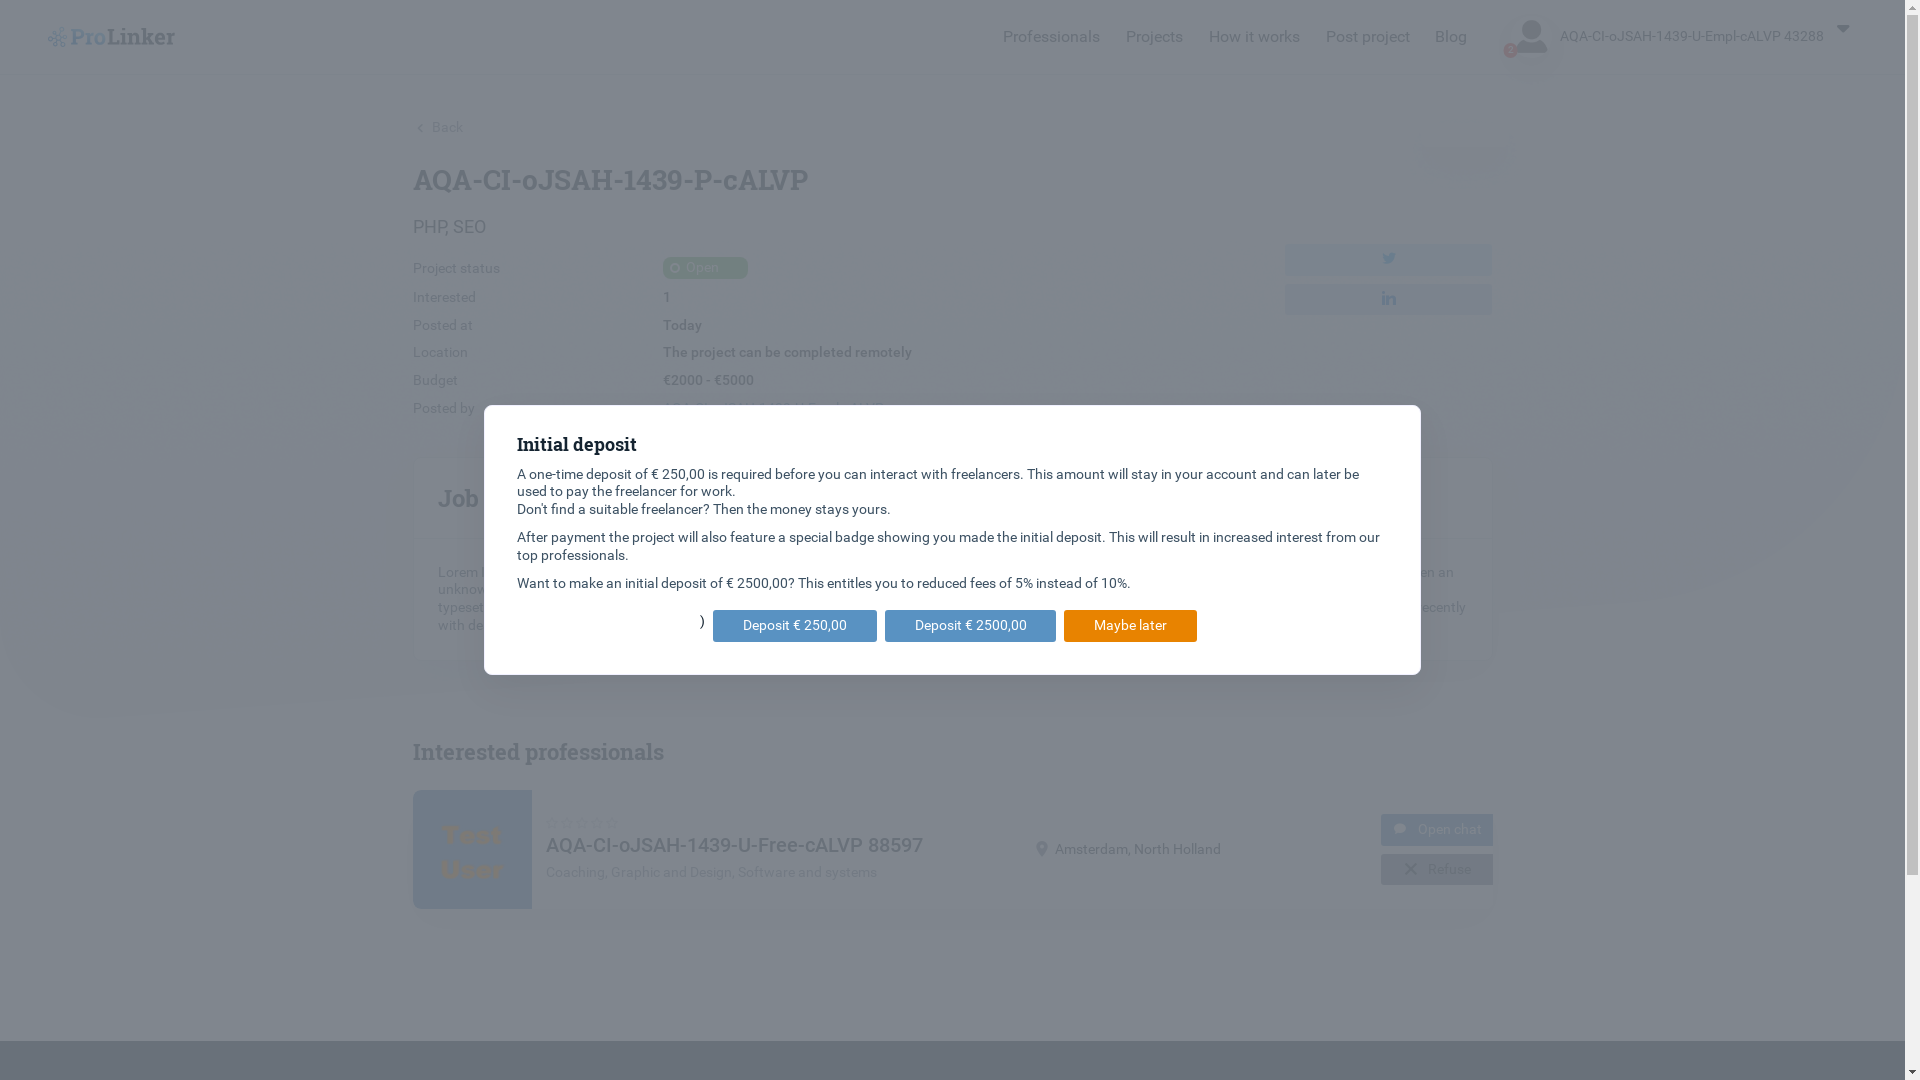 ProLinker
Professionals Projects How it works Post project Blog
2
AQA-CI-oJSAH-1439-U-Empl-cALVP 43288
Back
AQA-CI-oJSAH-1439-P-cALVP
PHP, SEO
Project status Open
Interested 1
Posted at Today
Location The project can be completed remotely
Budget €2000 - €5000
Posted by
Job
Lorem
en an
unknow
typeset
ecently
with de
Initial deposit
A one-time deposit of € 250,00 is required before you can interact with freelancers. This amount will stay in your account and can later be
used to pay the freelancer for work.
Don't find a suitable freelancer? Then the money stays yours.
After payment the project will also feature a special badge showing you made the initial deposit. This will result in increased interest from our
top professionals.
Want to make an initial deposit of € 2500,00? This entitles you to reduced fees of 5% instead of 10%.
) Deposit € 250,00 Deposit € 2500,00 Maybe later
Interested professionals
Test
User
AQA-CI-oJSAH-1439-U-Free-cALVP 88597
Coaching, Graphic and Design, Software and systems
Amsterdam, North Holland
Open chat
Refuse